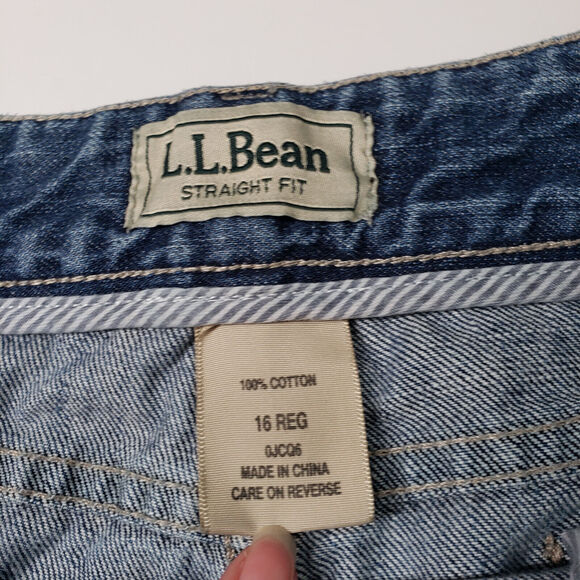 L.L.Bean
STRAIGHT FIT
100% COTTON
16 REG
0JCQ6
MADE IN CHINA
CARE ON REVERSE